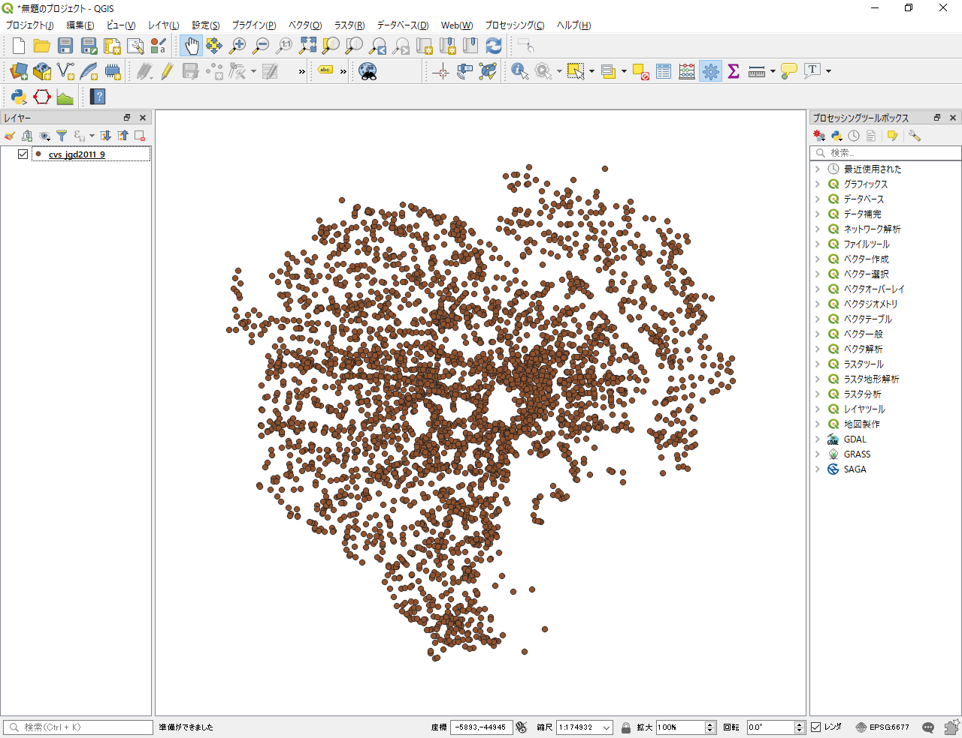 *無題のプロジェクト - QGIS
プロジェクト(J) 編集(E) ビュー(V) レイヤ(L) 設定(S) プラグイン(P) ベクタ(O) ラスタ(R) データベース(D) Web(W) プロセッシング(C) ヘルプ(H)
レイヤー
cvs_jgd2011_9
プロセッシングツールボックス
検索...
最近使用された
グラフィックス
データベース
データ補完
ネットワーク解析
ファイルツール
ベクター作成
ベクター選択
ベクタオーバーレイ
ベクタジオメトリ
ベクタテーブル
ベクター一般
ベクタ解析
ラスタツール
ラスタ地形解析
ラスタ分析
レイヤツール
地図製作
GDAL
GRASS
SAGA
検索(Ctrl + K) 準備ができました 座標 -5893,-44945 縮尺 1:174932 拡大 100% 回転 0.0° レンダ EPSG:6677